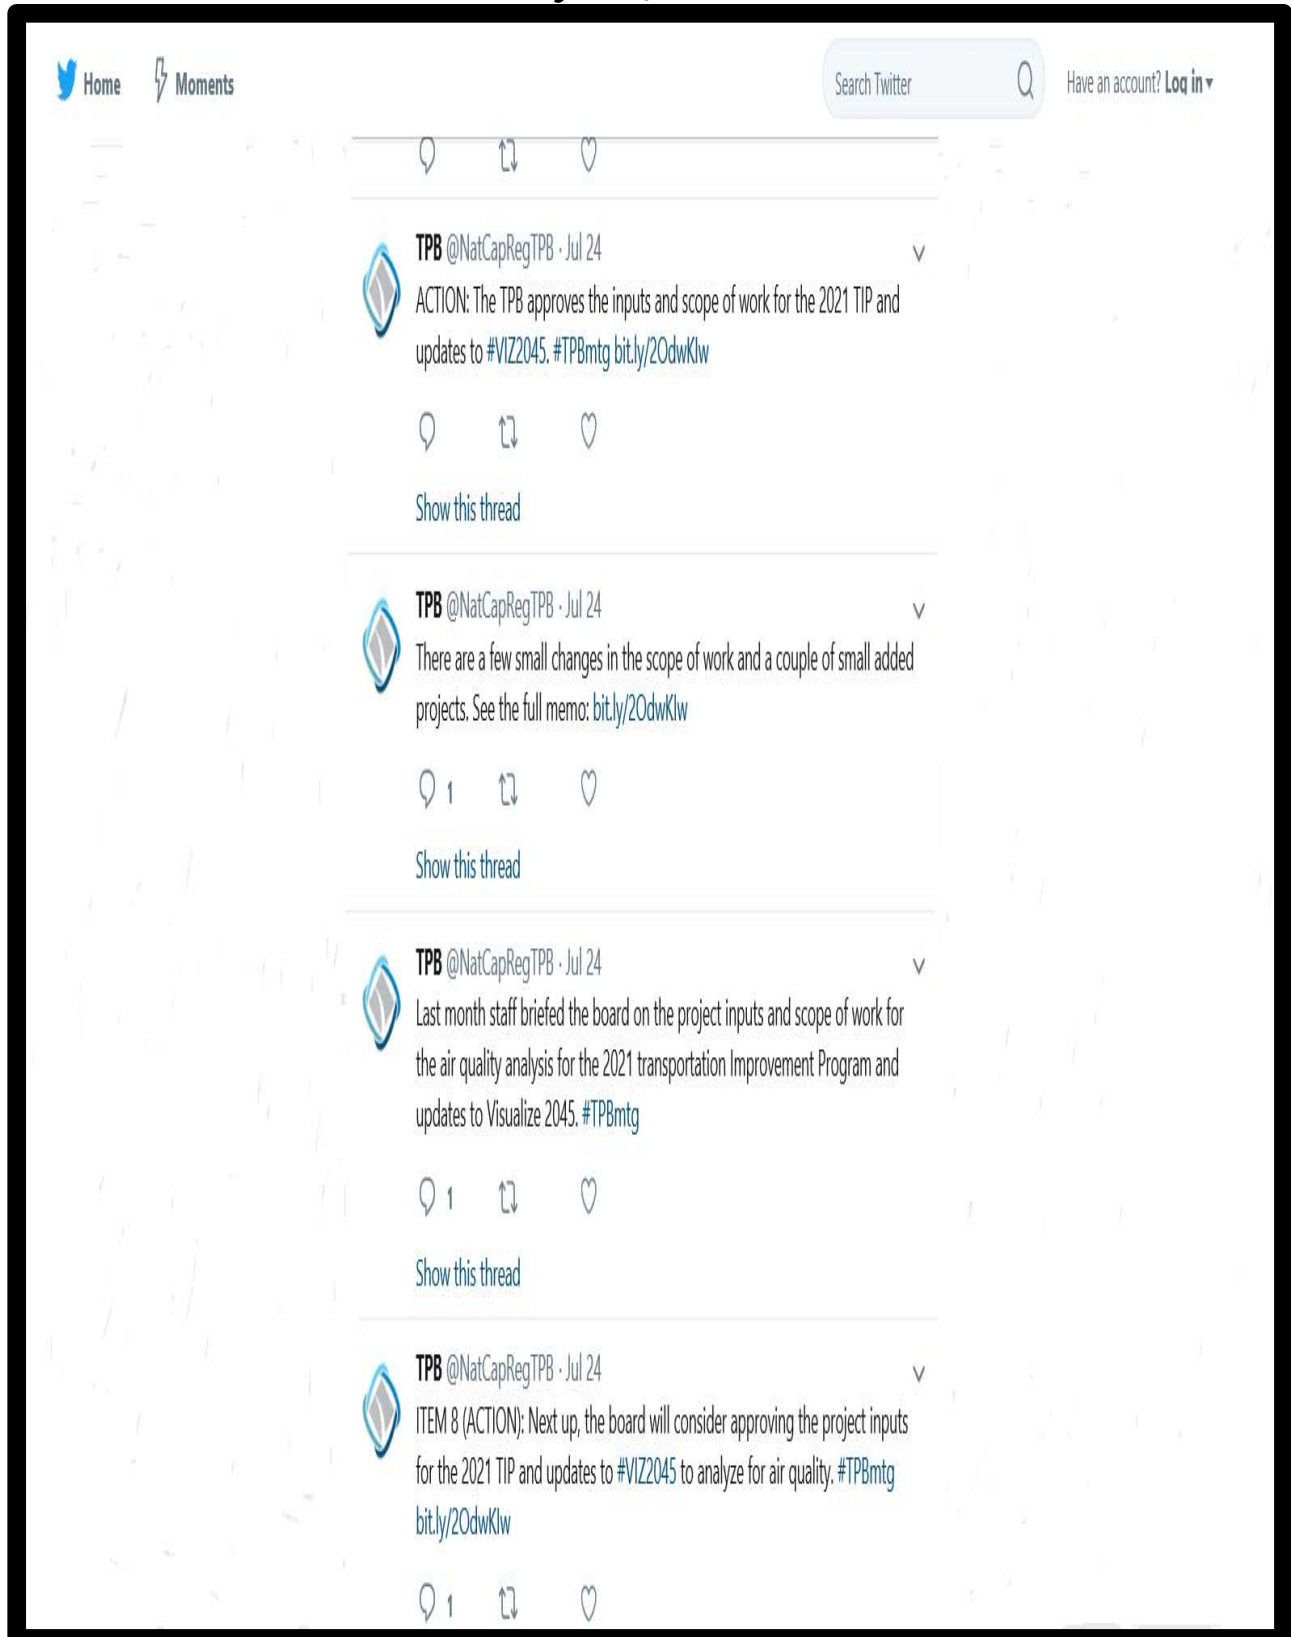 Home Moments Search Twitter Have an account? Log in
TPB @NatCapRegTPB · Jul 24
ACTION: The TPB approves the inputs and scope of work for the 2021 TIP and
updates to #VIZ2045. #TPBmtg bit.ly/2OdwKIw
Show this thread
TPB @NatCapRegTPB · Jul 24
There are a few small changes in the scope of work and a couple of small added
projects. See the full memo: bit.ly/2OdwKIw
1
Show this thread
TPB @NatCapRegTPB · Jul 24
Last month staff briefed the board on the project inputs and scope of work for
the air quality analysis for the 2021 transportation Improvement Program and
updates to Visualize 2045. #TPBmtg
1
Show this thread
TPB @NatCapRegTPB · Jul 24
ITEM 8 (ACTION): Next up, the board will consider approving the project inputs
for the 2021 TIP and updates to #VIZ2045 to analyze for air quality. #TPBmtg
bit.ly/2OdwKIw
1